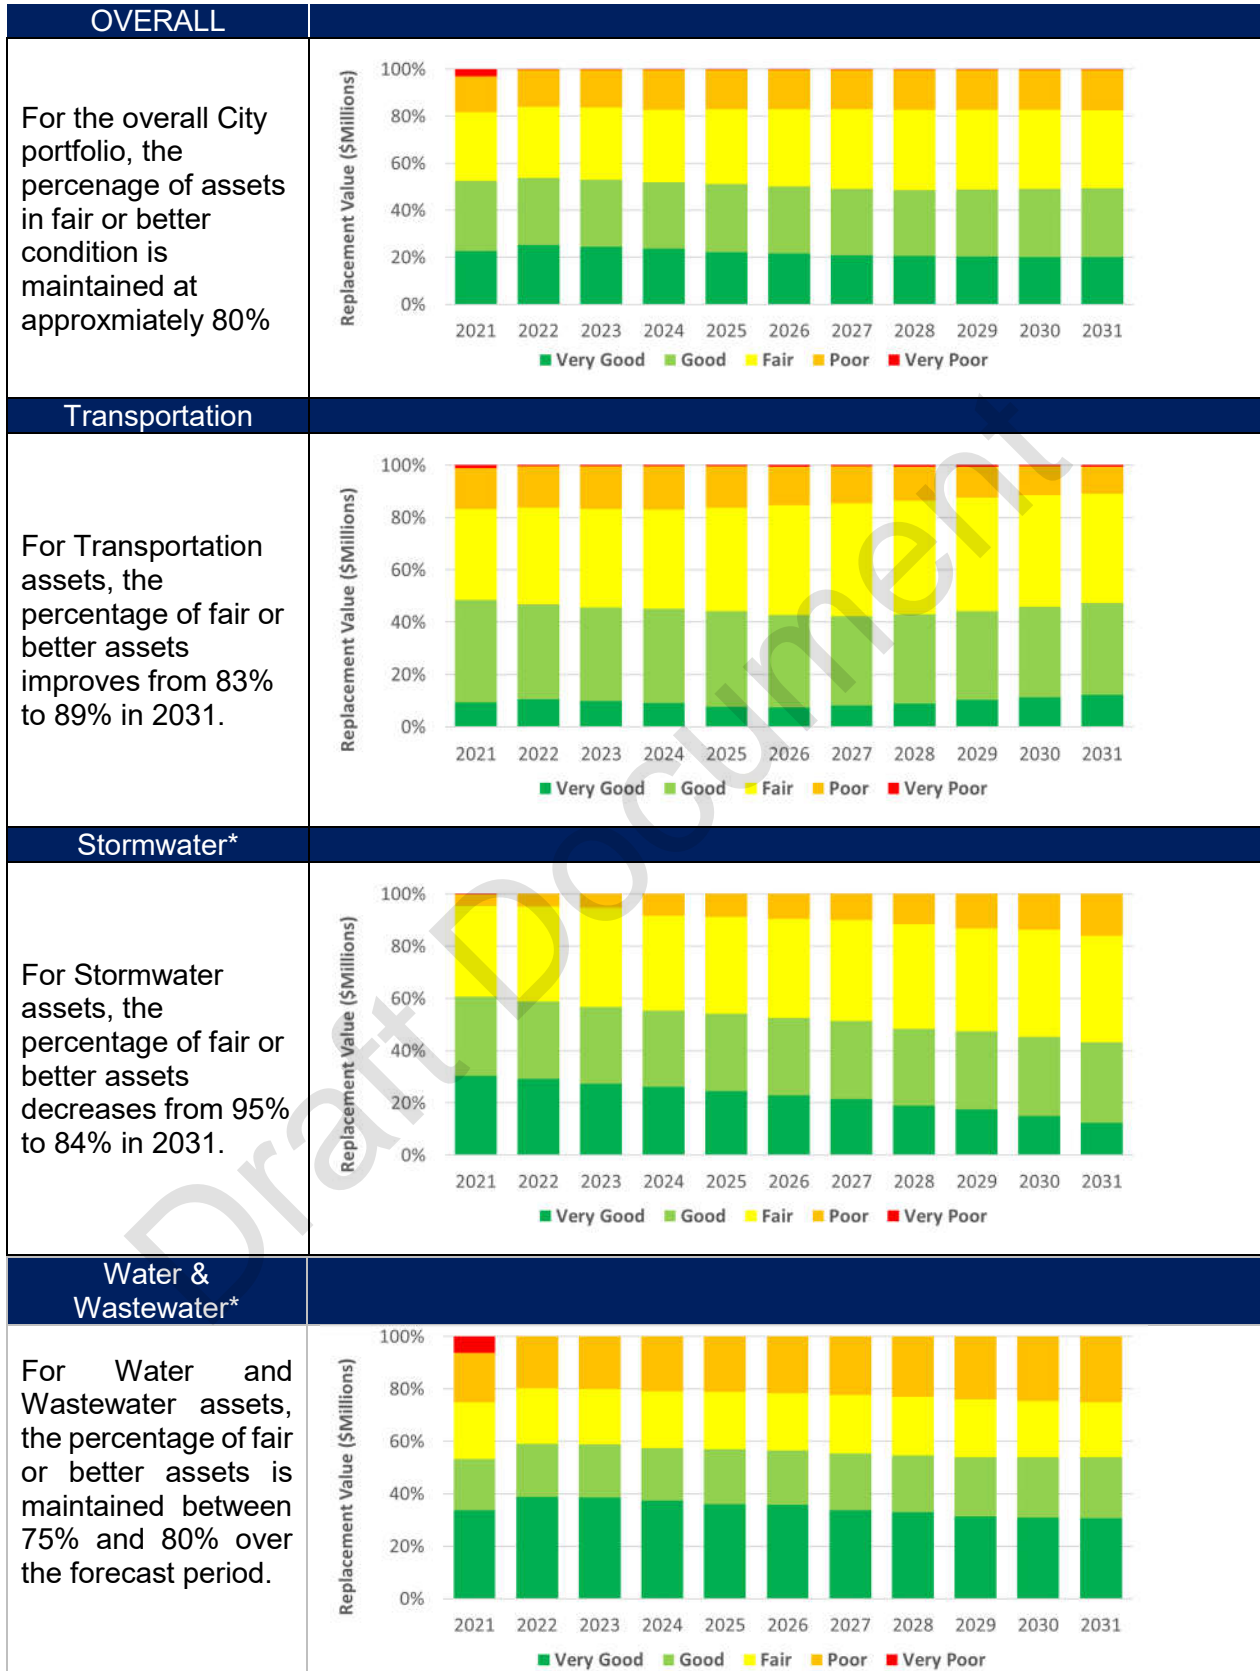 OVERALL
For the overall City
portfolio, the
percenage of assets
in fair or better
condition is
maintained at
approxmiately 80%
Replacement Value ($Millions)
100%
80%
60%
40%
20%
0%
2021 2022 2023 2024 2025 2026 2027 2028 2029 2030 2031
Very Good Good Fair Poor Very Poor
Transportation
For Transportation
assets, the
percentage of fair or
better assets
improves from 83%
to 89% in 2031.
Replacement Value ($Millions)
100%
80%
60%
40%
20%
0%
2021 2022 2023 2024 2025 2026 2027 2028 2029 2030 2031
Very Good Good Fair Poor Very Poor
Stormwater*
For Stormwater
assets, the
percentage of fair or
better assets
decreases from 95%
to 84% in 2031.
Replacement Value ($Millions)
100%
80%
60%
40%
20%
0%
2021 2022 2023 2024 2025 2026 2027 2028 2029 2030 2031
Very Good Good Fair Poor Very Poor
Water &
Wastewater*
For Water and
Wastewater assets,
the percentage of fair
or better assets is
maintained between
75% and 80% over
the forecast period.
Replacement Value ($Millions)
100%
80%
60%
40%
20%
0%
2021 2022 2023 2024 2025 2026 2027 2028 2029 2030 2031
Very Good Good Fair Poor Very Poor
Draft Document